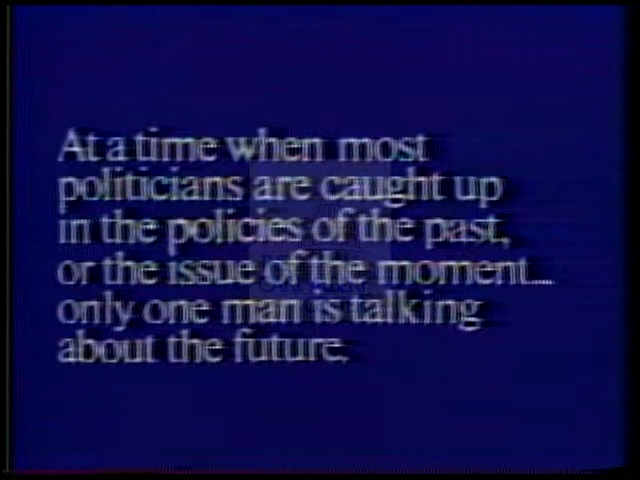 At a time when most
politicians are caught up
in the policies of the past,
or the issue of the moment...
only one man is talking
about the future.